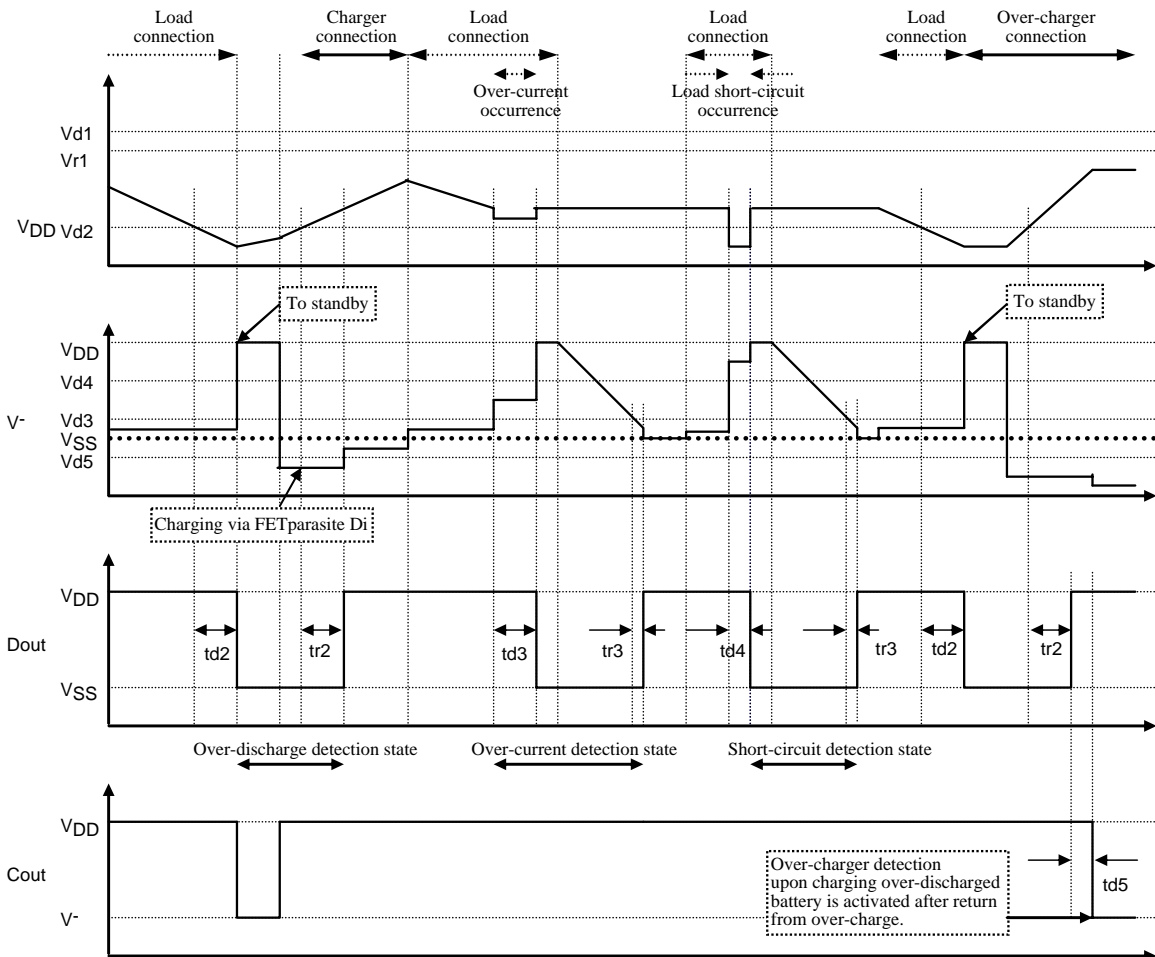 Load
connection
Charger
connection
Load
connection
Load
connection
Load
connection
Over-charger
connection
Over-current
occurrence
Load short-circuit
occurrence
Vd1
Vr1
VDD
Vd2
To standby
To standby
VDD
Vd4
V-
Vd3
VSS
Vd5
Charging via FETparasite Di
VDD
Dout
td2
tr2
td3
tr3
td4
tr3
td2
tr2
VSS
Over-discharge detection state
Over-current detection state
Short-circuit detection state
VDD
Cout
Over-charger detection
upon charging over-discharged
battery is activated after return
from over-charge.
td5
V-